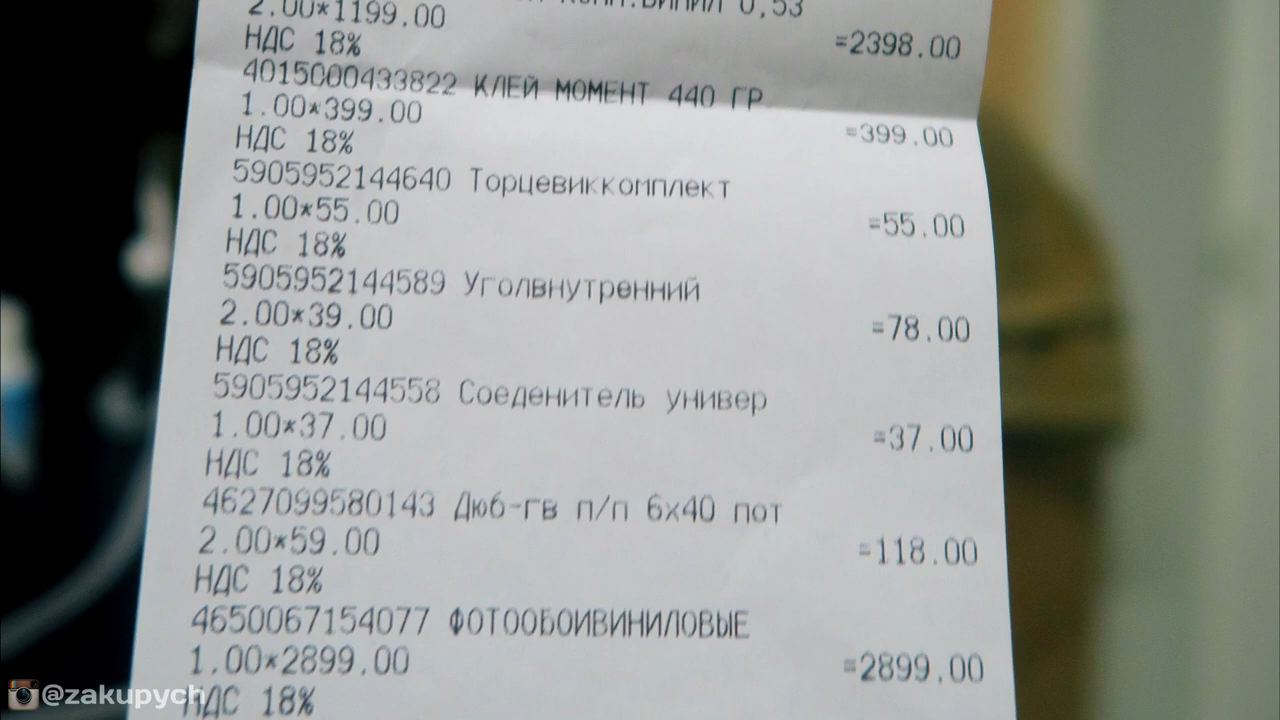 0,53
2.00*1199.00 =2398.00
НДС 18%
4015000433822 КЛЕЙ МОМЕНТ 440 ГР
1.00*399.00 =399.00
НДС 18%
5905952144640 Торцевиккомплект
1.00*55.00 =55.00
НДС 18%
5905952144589 Уголвнутренний
2.00*39.00 =78.00
НДС 18%
5905952144558 Соеденитель универ
1.00*37.00 =37.00
НДС 18%
4627099580143 Дюб-гв п/п 6х40 пот
2.00*59.00 =118.00
НДС 18%
4650067154077 ФОТООБОИВИНИЛОВЫЕ
1.00*2899.00 =2899.00
НДС 18%
@zakupych